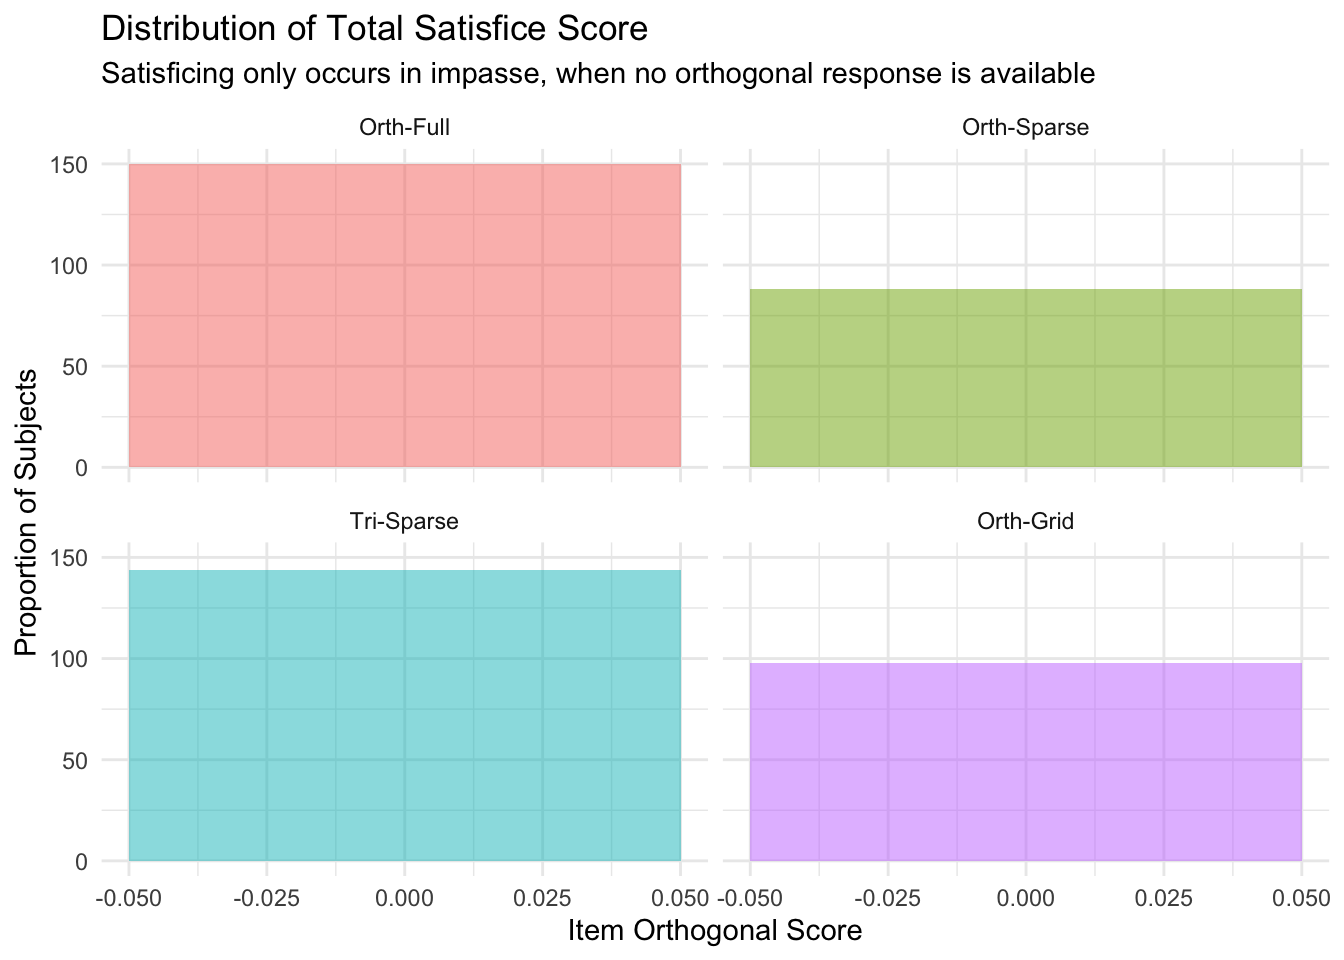 Distribution of Total Satisfice Score
Satisficing only occurs in impasse, when no orthogonal response is available
Orth-Full
Orth-Sparse
150
100
50
0
Tri-Sparse
Orth-Grid
150
100
50
0
-0.050 -0.025 0.000 0.025 0.050 -0.050 -0.025 0.000 0.025 0.050
Item Orthogonal Score
Proportion of Subjects